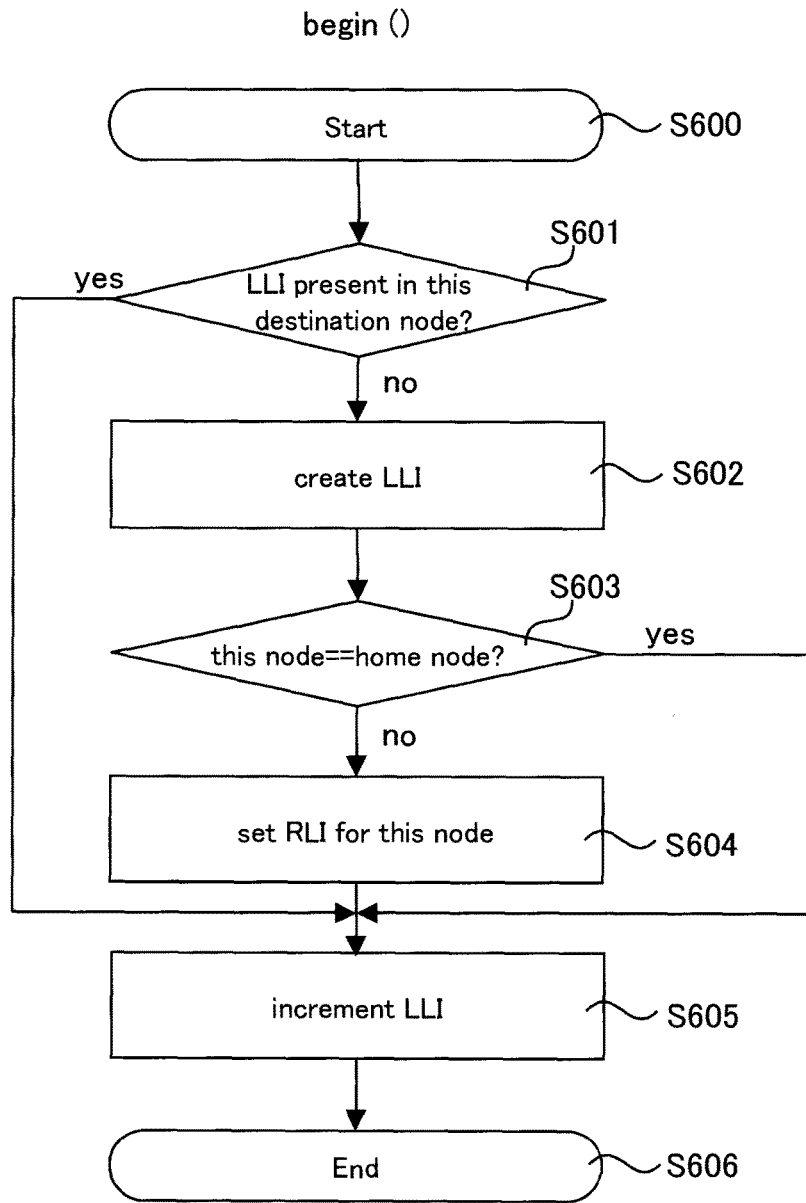 begin ()
Start
S600
S601
yes
LLI present in this
destination node?
no
create LLI
S602
S603
this node==home node?
yes
no
set RLI for this node
S604
increment LLI
S605
End
S606